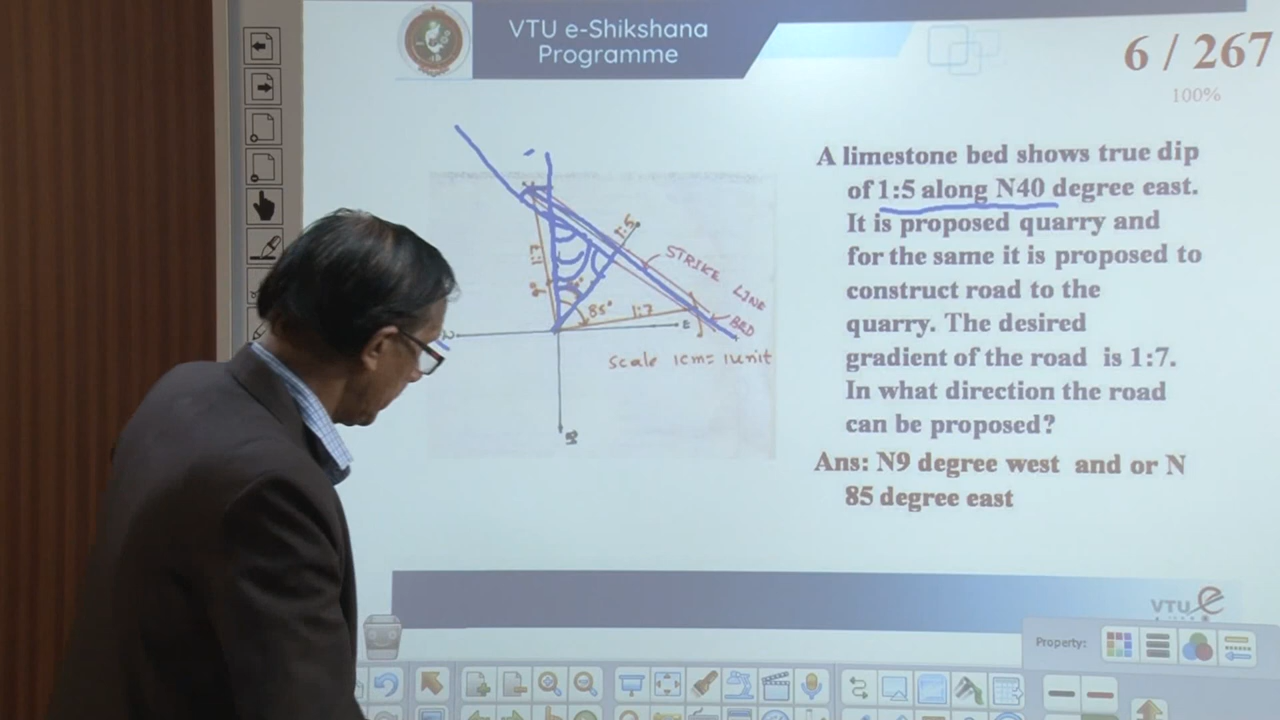 VTU e-Shikshana
Programme
6 / 267
100%
A limestone bed shows true dip
of 1:5 along N40 degree east.
It is proposed quarry and
for the same it is proposed to
construct road to the
quarry. The desired
gradient of the road is 1:7.
In what direction the road
can be proposed?
Ans: N9 degree west and or N
85 degree east
1:5
STRIKE LINE
1:7
9°
85°
1:7
E
BED
Scale 1cm= 1unit
VTU e
Property: